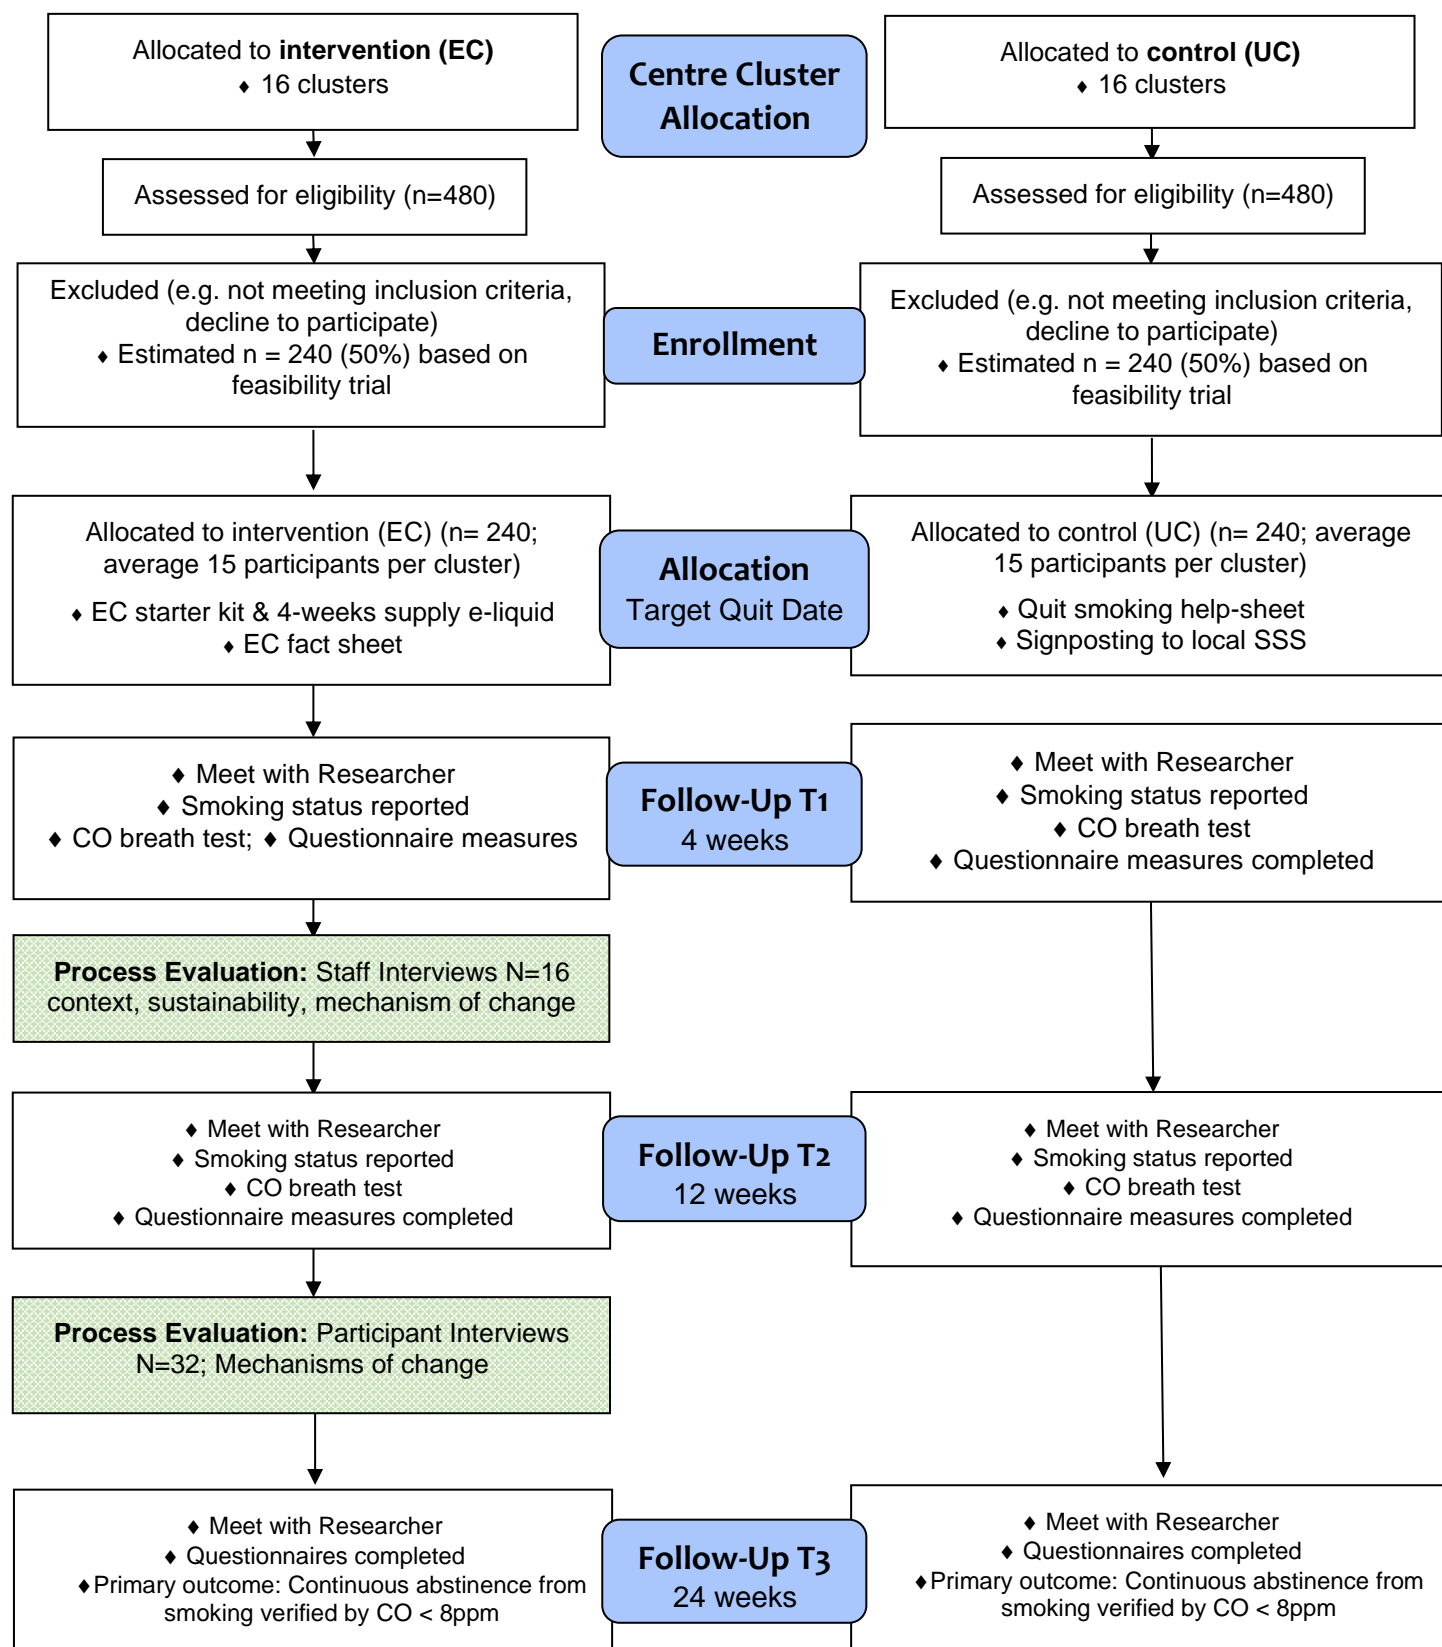 Allocated to intervention (EC)
♦ 16 clusters
Centre Cluster
Allocation
Allocated to control (UC)
♦ 16 clusters
Assessed for eligibility (n=480)
Assessed for eligibility (n=480)
Excluded (e.g. not meeting inclusion criteria,
decline to participate)
♦ Estimated n = 240 (50%) based on
feasibility trial
Enrollment
Excluded (e.g. not meeting inclusion criteria,
decline to participate)
♦ Estimated n = 240 (50%) based on
feasibility trial
Allocated to intervention (EC) (n= 240;
average 15 participants per cluster)
♦ EC starter kit & 4-weeks supply e-liquid
♦ EC fact sheet
Allocation
Target Quit Date
Allocated to control (UC) (n= 240; average
15 participants per cluster)
♦ Quit smoking help-sheet
♦ Signposting to local SSS
♦ Meet with Researcher
♦ Smoking status reported
♦ CO breath test; ♦ Questionnaire measures
Follow-Up T1
4 weeks
♦ Meet with Researcher
♦ Smoking status reported
♦ CO breath test
♦ Questionnaire measures completed
Process Evaluation: Staff Interviews N=16
context, sustainability, mechanism of change
♦ Meet with Researcher
♦ Smoking status reported
♦ CO breath test
♦ Questionnaire measures completed
Follow-Up T2
12 weeks
♦ Meet with Researcher
♦ Smoking status reported
♦ CO breath test
♦ Questionnaire measures completed
Process Evaluation: Participant Interviews
N=32; Mechanisms of change
♦ Meet with Researcher
♦ Questionnaires completed
♦Primary outcome: Continuous abstinence from
smoking verified by CO < 8ppm
Follow-Up T3
24 weeks
♦ Meet with Researcher
♦ Questionnaires completed
♦Primary outcome: Continuous abstinence from
smoking verified by CO < 8ppm